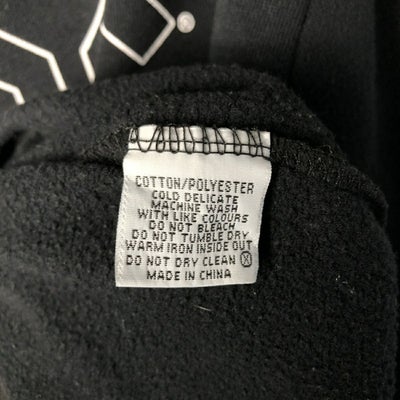 ®
COTTON/POLYESTER
COLD DELICATE
MACHINE WASH
WITH LIKE COLOURS
DO NOT BLEACH
DO NOT TUMBLE DRY
WARM IRON INSIDE OUT
DO NOT DRY CLEAN Ⓧ
MADE IN CHINA